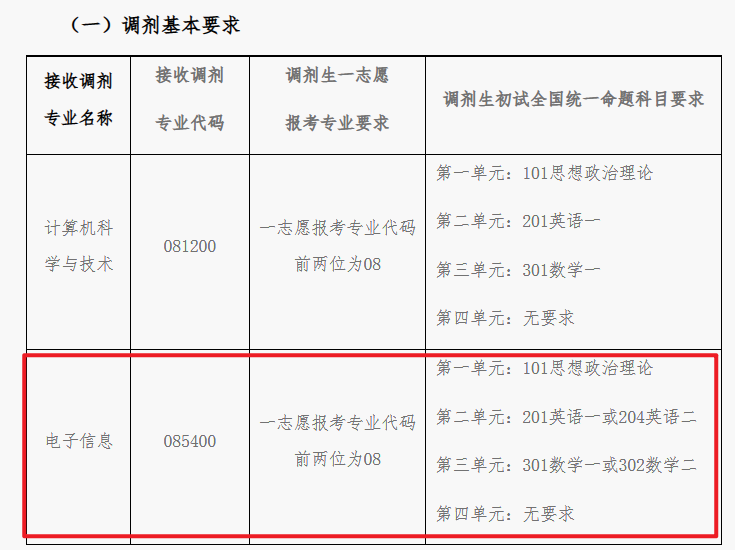 （一）调剂基本要求
接收调剂
专业名称
接收调剂
专业代码
调剂生一志愿
报考专业要求
调剂生初试全国统一命题科目要求
计算机科
学与技术
081200
一志愿报考专业代码
前两位为08
第一单元：101思想政治理论
第二单元：201英语一
第三单元：301数学一
第四单元：无要求
电子信息
085400
一志愿报考专业代码
前两位为08
第一单元：101思想政治理论
第二单元：201英语一或204英语二
第三单元：301数学一或302数学二
第四单元：无要求